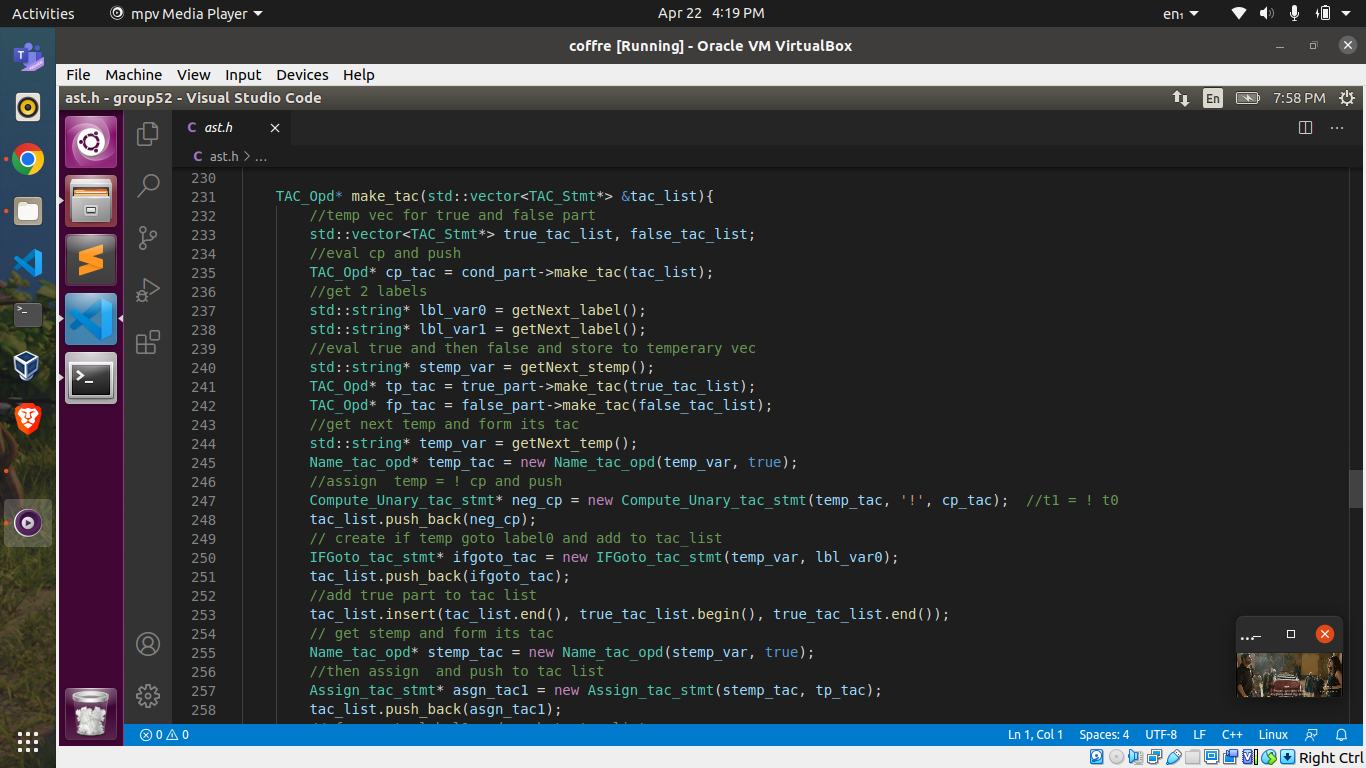 Activities mpv Media Player Apr 22 4:19 PM en₁
coffre [Running] - Oracle VM VirtualBox
File Machine View Input Devices Help
ast.h - group52 - Visual Studio Code En 7:58 PM
C ast.h
C ast.h > ...
230
231 TAC_Opd* make_tac(std::vector<TAC_Stmt*> &tac_list){
232 //temp vec for true and false part
233 std::vector<TAC_Stmt*> true_tac_list, false_tac_list;
234 //eval cp and push
235 TAC_Opd* cp_tac = cond_part->make_tac(tac_list);
236 //get 2 labels
237 std::string* lbl_var0 = getNext_label();
238 std::string* lbl_var1 = getNext_label();
239 //eval true and then false and store to temperary vec
240 std::string* stemp_var = getNext_stemp();
241 TAC_Opd* tp_tac = true_part->make_tac(true_tac_list);
242 TAC_Opd* fp_tac = false_part->make_tac(false_tac_list);
243 //get next temp and form its tac
244 std::string* temp_var = getNext_temp();
245 Name_tac_opd* temp_tac = new Name_tac_opd(temp_var, true);
246 //assign  temp = ! cp and push
247 Compute_Unary_tac_stmt* neg_cp = new Compute_Unary_tac_stmt(temp_tac, '!', cp_tac);  //t1 = ! t0
248 tac_list.push_back(neg_cp);
249 // create if temp goto label0 and add to tac_list
250 IFGoto_tac_stmt* ifgoto_tac = new IFGoto_tac_stmt(temp_var, lbl_var0);
251 tac_list.push_back(ifgoto_tac);
252 //add true part to tac list
253 tac_list.insert(tac_list.end(), true_tac_list.begin(), true_tac_list.end());
254 // get stemp and form its tac
255 Name_tac_opd* stemp_tac = new Name_tac_opd(stemp_var, true);
256 //then assign  and push to tac list
257 Assign_tac_stmt* asgn_tac1 = new Assign_tac_stmt(stemp_tac, tp_tac);
258 tac_list.push_back(asgn_tac1);
0 0 Ln 1, Col 1 Spaces: 4 UTF-8 LF C++ Linux
Right Ctrl